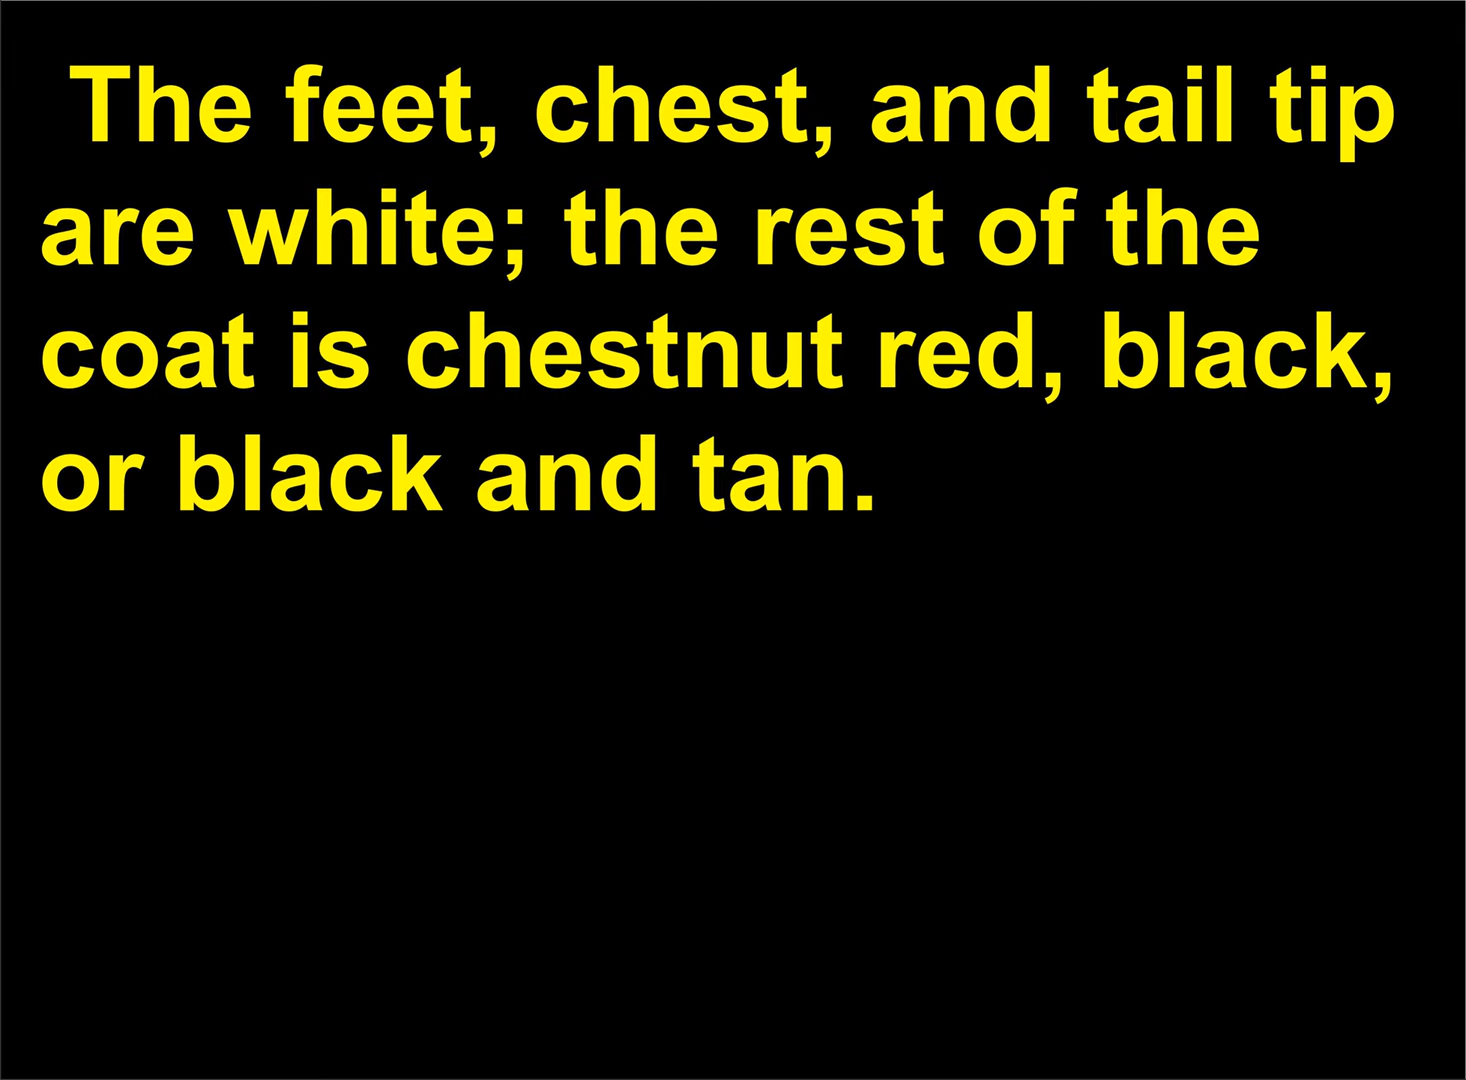 The feet, chest, and tail tip
are white; the rest of the
coat is chestnut red, black,
or black and tan.